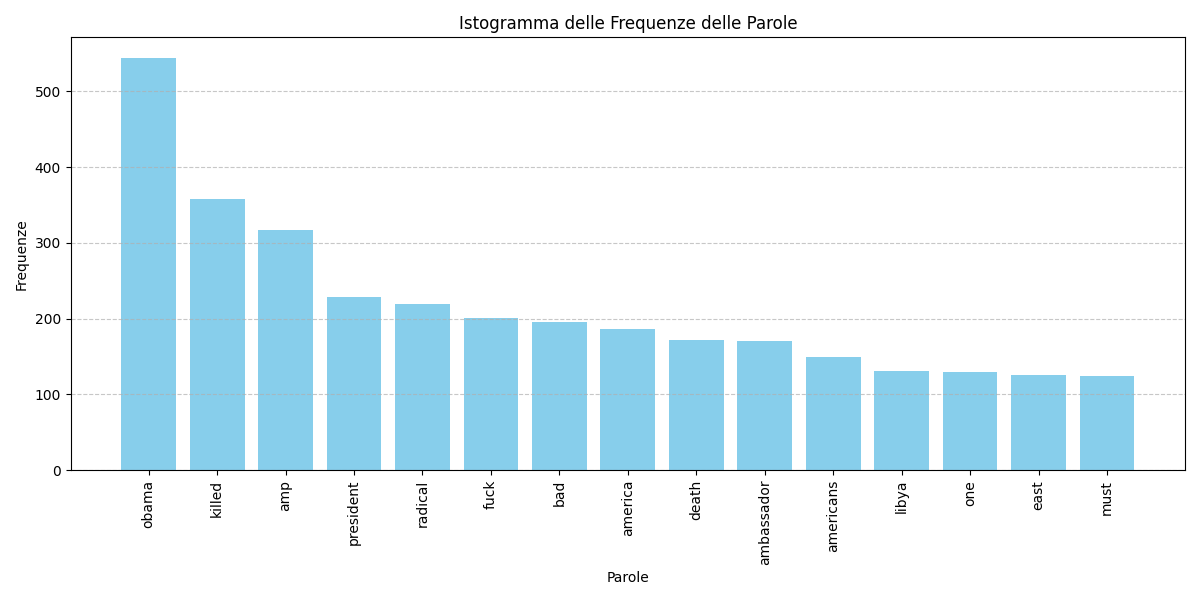 Istogramma delle Frequenze delle Parole
Frequenze
500
400
300
200
100
0
obama
killed
amp
president
radical
fuck
bad
america
death
ambassador
americans
libya
one
east
must
Parole